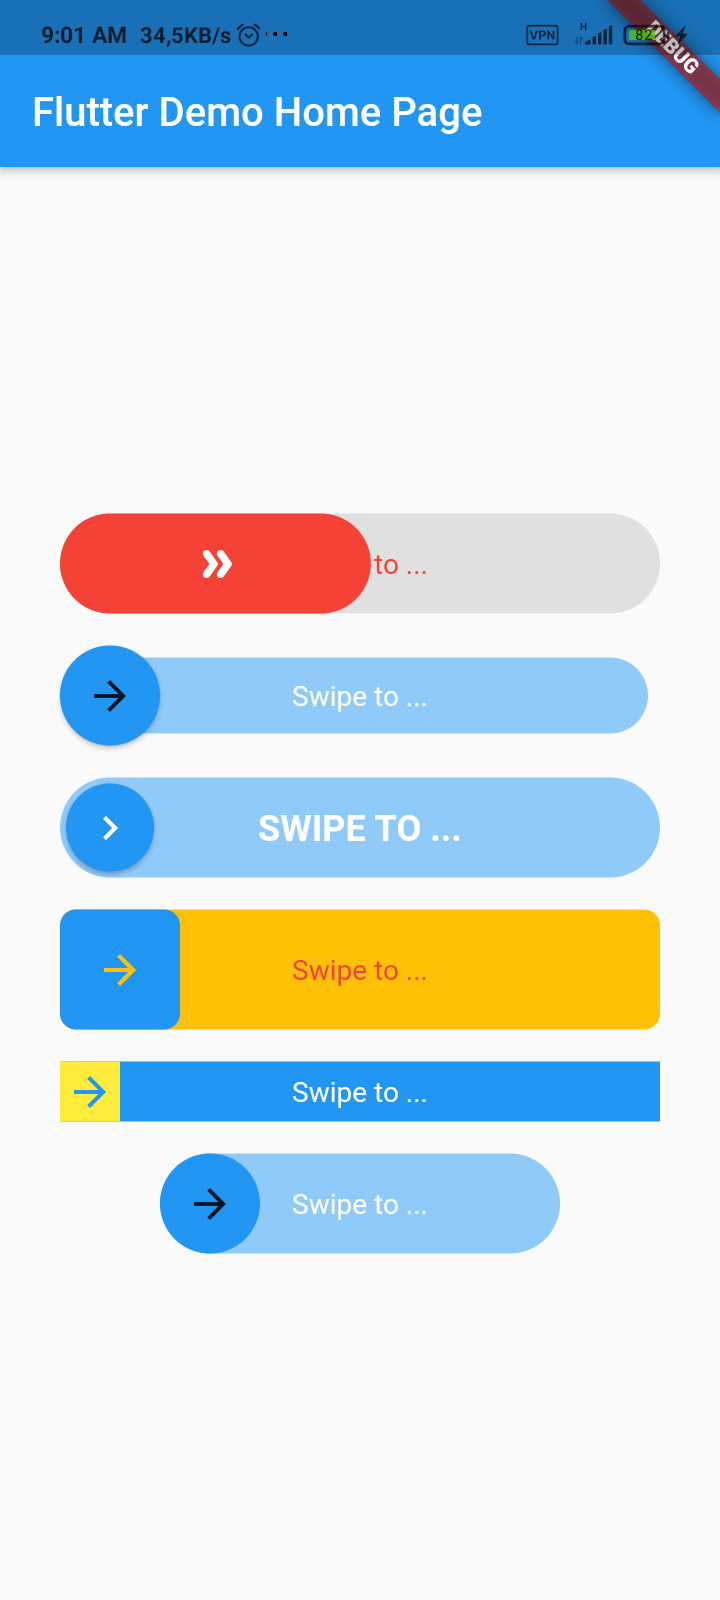 9:01 AM 34,5KB/s ... VPN H 82
DEBUG
Flutter Demo Home Page
to ...
Swipe to ...
SWIPE TO ...
Swipe to ...
Swipe to ...
Swipe to ...